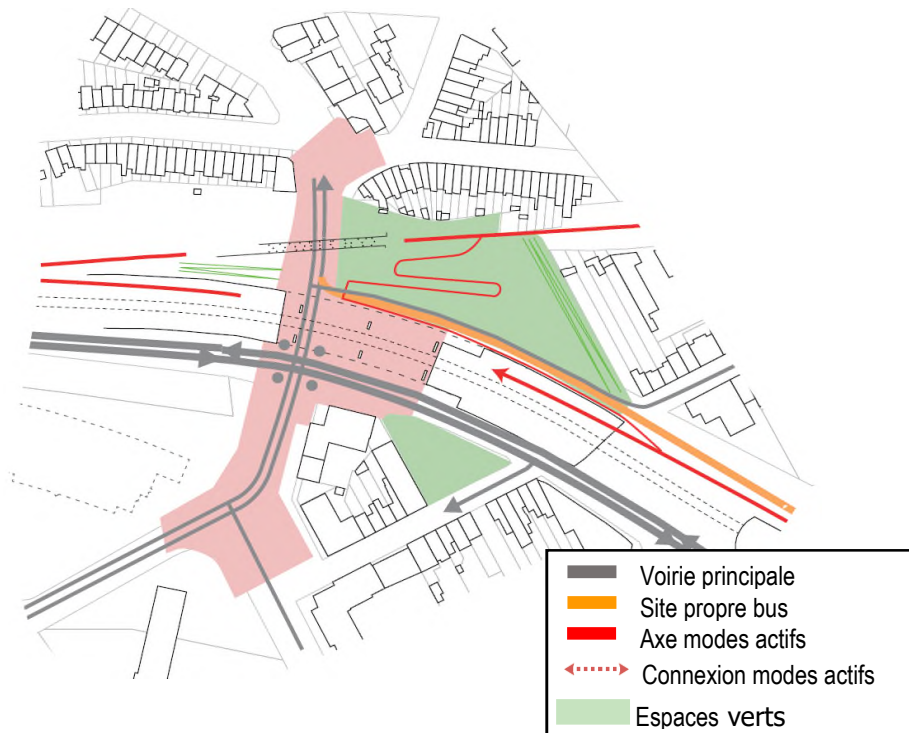 Voirie principale
Site propre bus
Axe modes actifs
Connexion modes actifs
Espaces verts